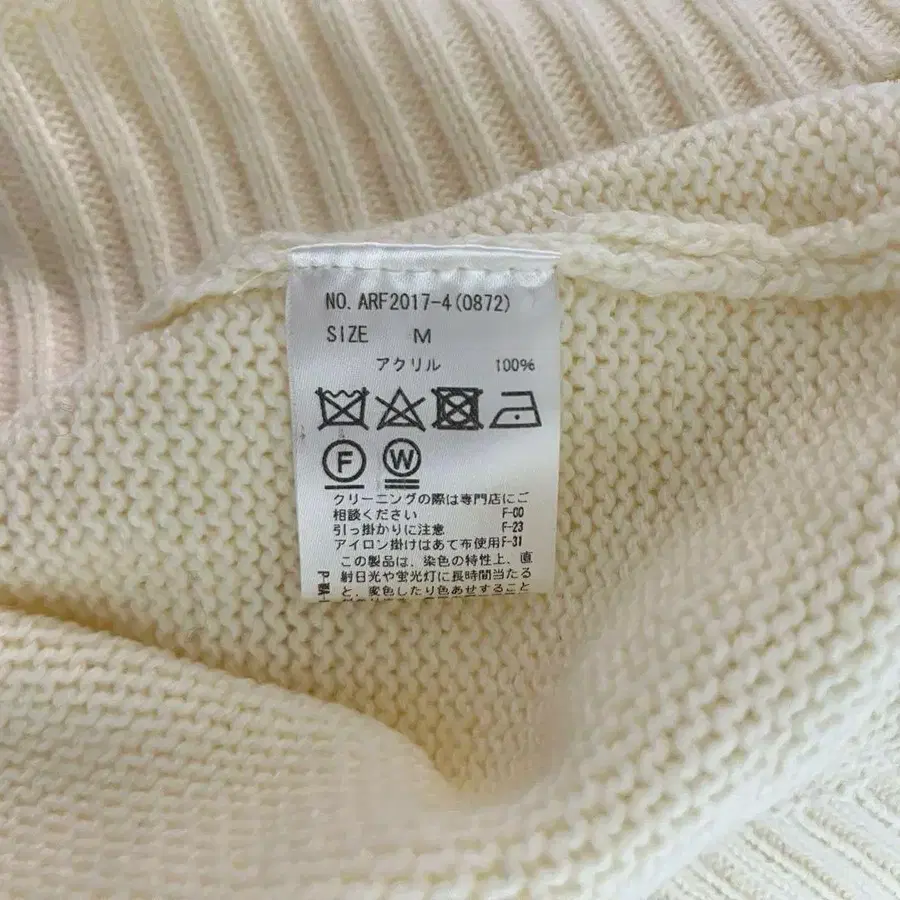 NO. ARF2017-4(0872)
SIZE M
アクリル 100%
F W
クリーニングの際は専門店にご
相談ください F-00
引っ掛かりに注意 F-23
アイロン掛けはあて布使用F-31
この製品は、染色の特性上、直
射日光や蛍光灯に長時間当たる
と、変色したり色あせすること